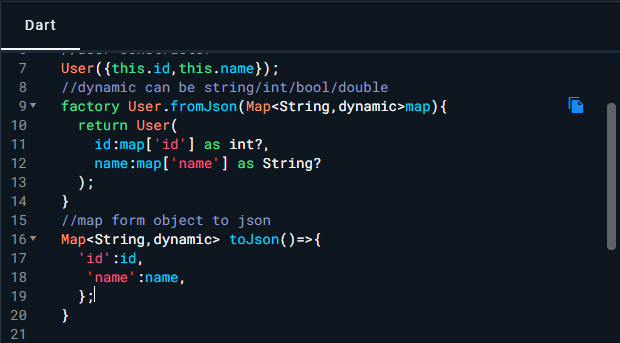 Dart
6 //user constructor
7 User({this.id,this.name});
8 //dynamic can be string/int/bool/double
9 factory User.fromJson(Map<String,dynamic>map){
10 return User(
11 id:map['id'] as int?,
12 name:map['name'] as String?
13 );
14 }
15 //map form object to json
16 Map<String,dynamic> toJson()=>{
17 'id':id,
18 'name':name,
19 };
20 }
21